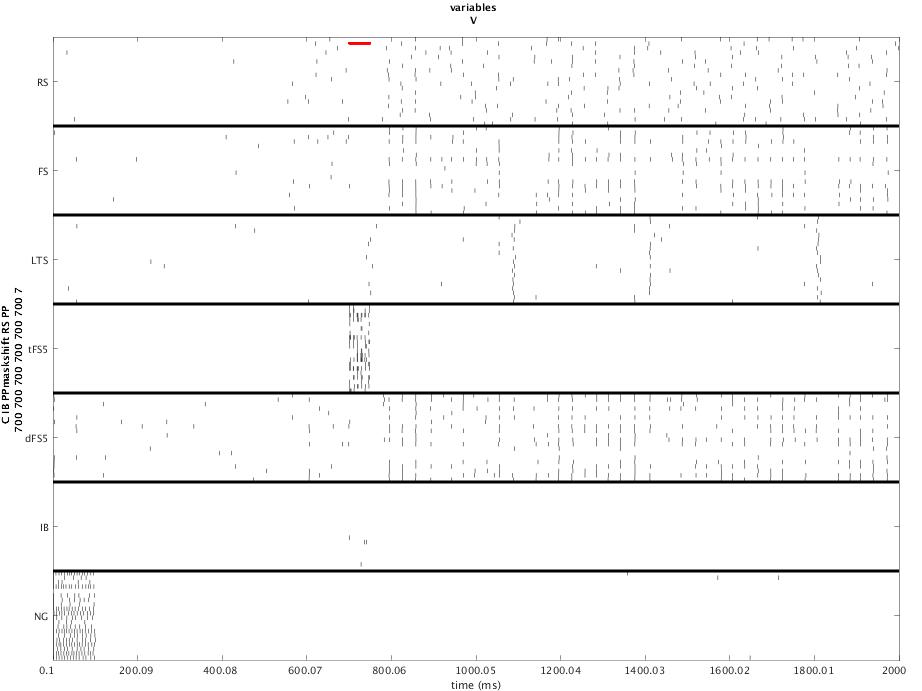 variables
V
RS
FS
LTS
tFS5
dFS5
IB
NG
C IB PPmaskshift RS PP
700 700 700 700 700 700 7
0.1 200.09 400.08 600.07 800.06 1000.05 1200.04 1400.03 1600.02 1800.01 2000
time (ms)